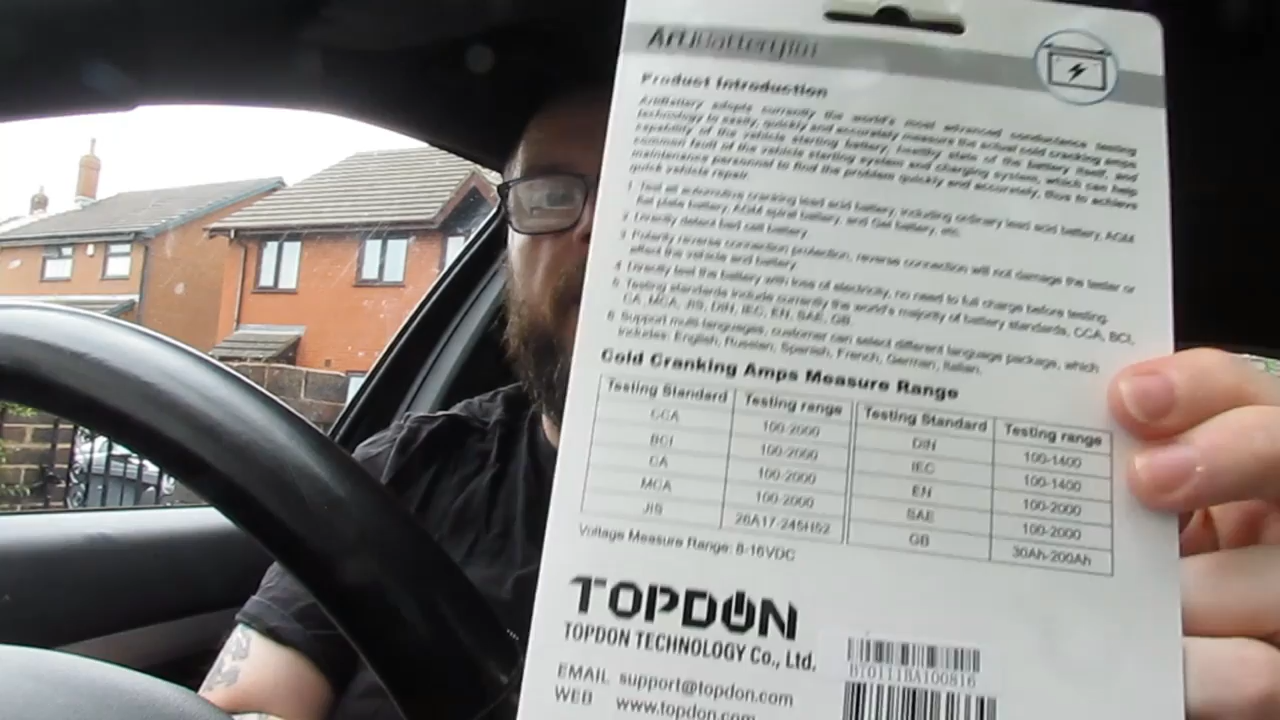 ArtiBattery101
Product Introduction
ArtiBattery adopts currently the world's most advanced conductance testing
technology to easily, quickly and accurately measure the actual cold cranking amps
capability of the vehicle starting battery, healthy state of the battery itself, and
common fault of the vehicle starting system and charging system, which can help
maintenance personnel to find the problem quickly and accurately, thus to achieve
quick vehicle repair.
1 Test all automotive cranking lead acid battery, including ordinary lead acid battery, AGM
flat plate battery, AGM spiral battery, and Gel battery, etc.
2 Directly detect bad cell battery.
3 Polarity reverse connection protection, reverse connection will not damage the tester or
effect the vehicle and battery
4 Directly test the battery with loss of electricity, no need to full charge before testing.
5 Testing standards include currently the world's majority of battery standards, CCA, BCI,
CA, MCA, JIS, DIN, IEC, EN, SAE, GB.
6 Support multi languages, customer can select different language package, which
includes: English, Russian, Spanish, French, German, Italian.
Cold Cranking Amps Measure Range
Testing Standard Testing range Testing Standard Testing range
CCA 100-2000 DIN 100-1400
BCI 100-2000 IEC 100-1400
CA 100-2000 EN 100-2000
MCA 100-2000 SAE 100-2000
JIS 26A17-245H52 GB 30Ah-200Ah
Voltage Measure Range: 8-16VDC
TOPDON
TOPDON TECHNOLOGY Co., Ltd.
EMAIL support@topdon.com
WEB www.topdon.com
BT0111BA100816